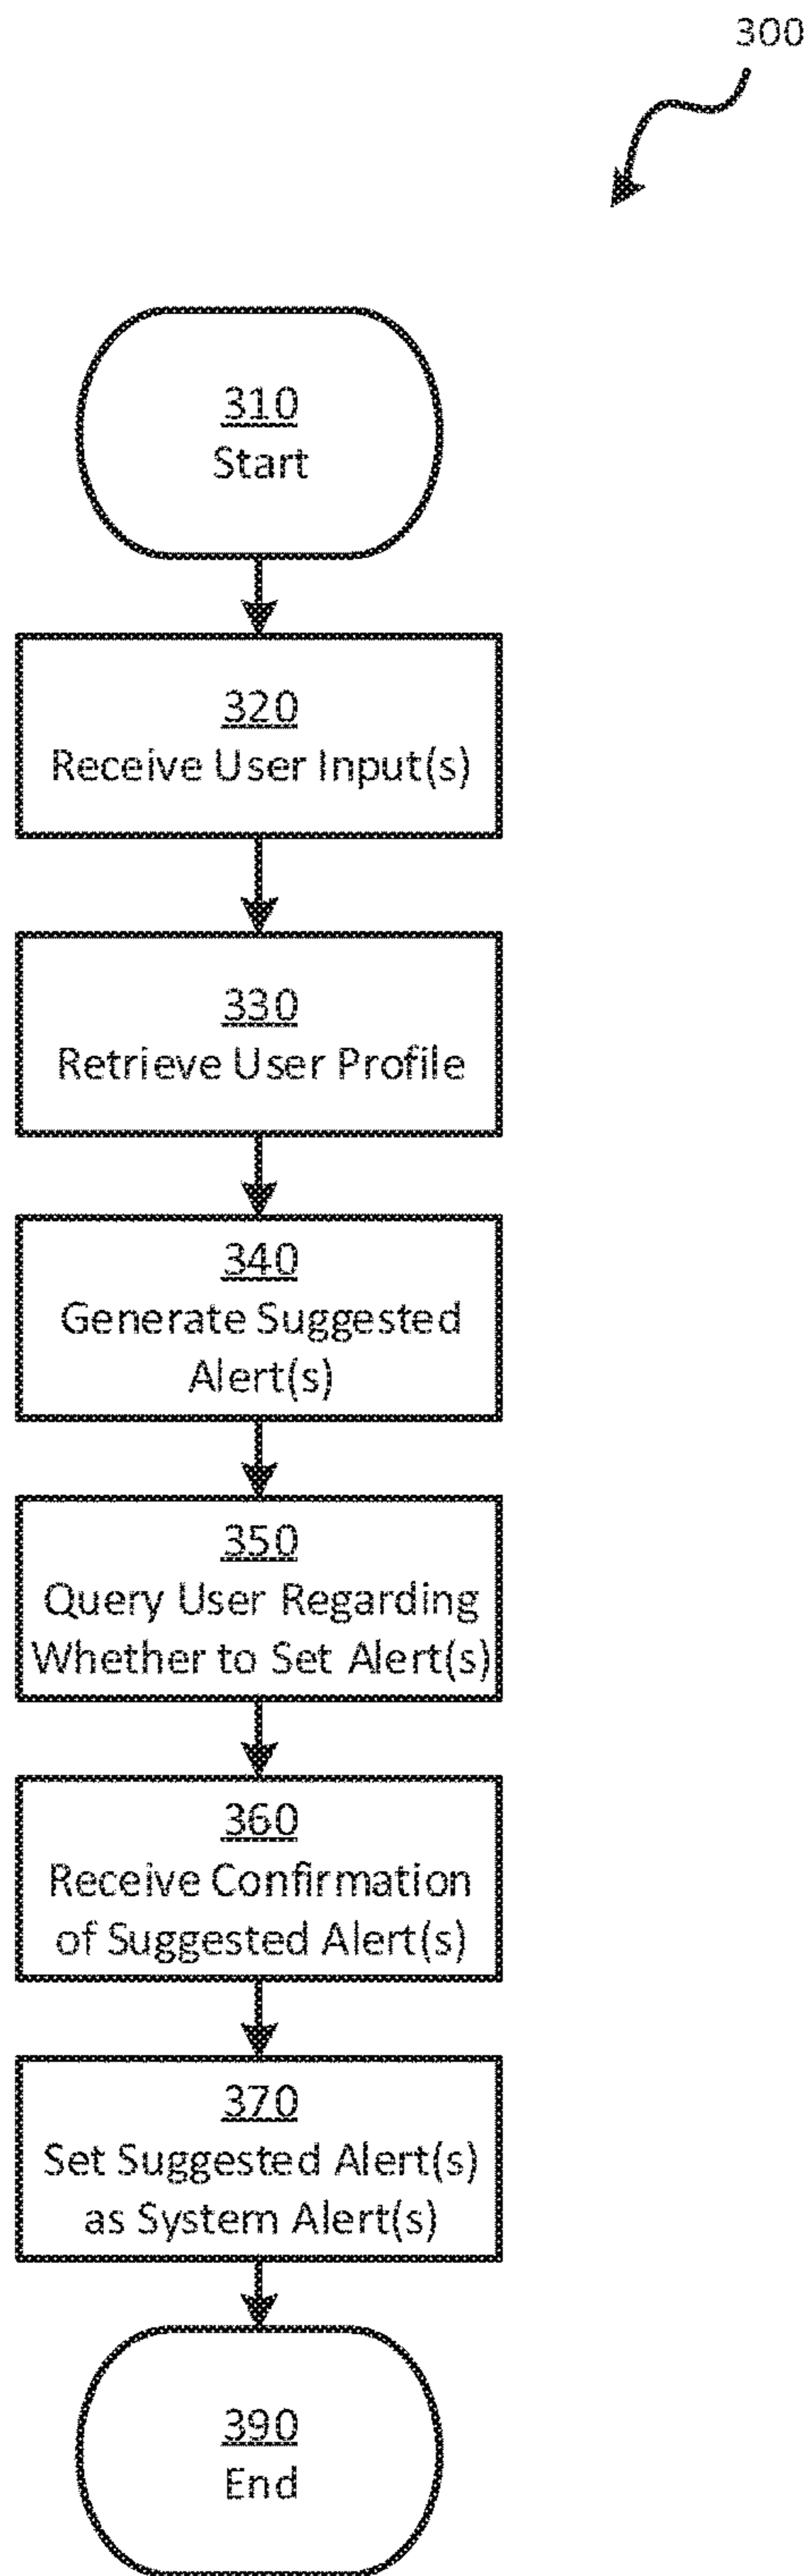 300
310
Start
320
Receive User Input(s)
330
Retrieve User Profile
340
Generate Suggested
Alert(s)
350
Query User Regarding
Whether to Set Alert(s)
360
Receive Confirmation
of Suggested Alert(s)
370
Set Suggested Alert(s)
as System Alert(s)
390
End